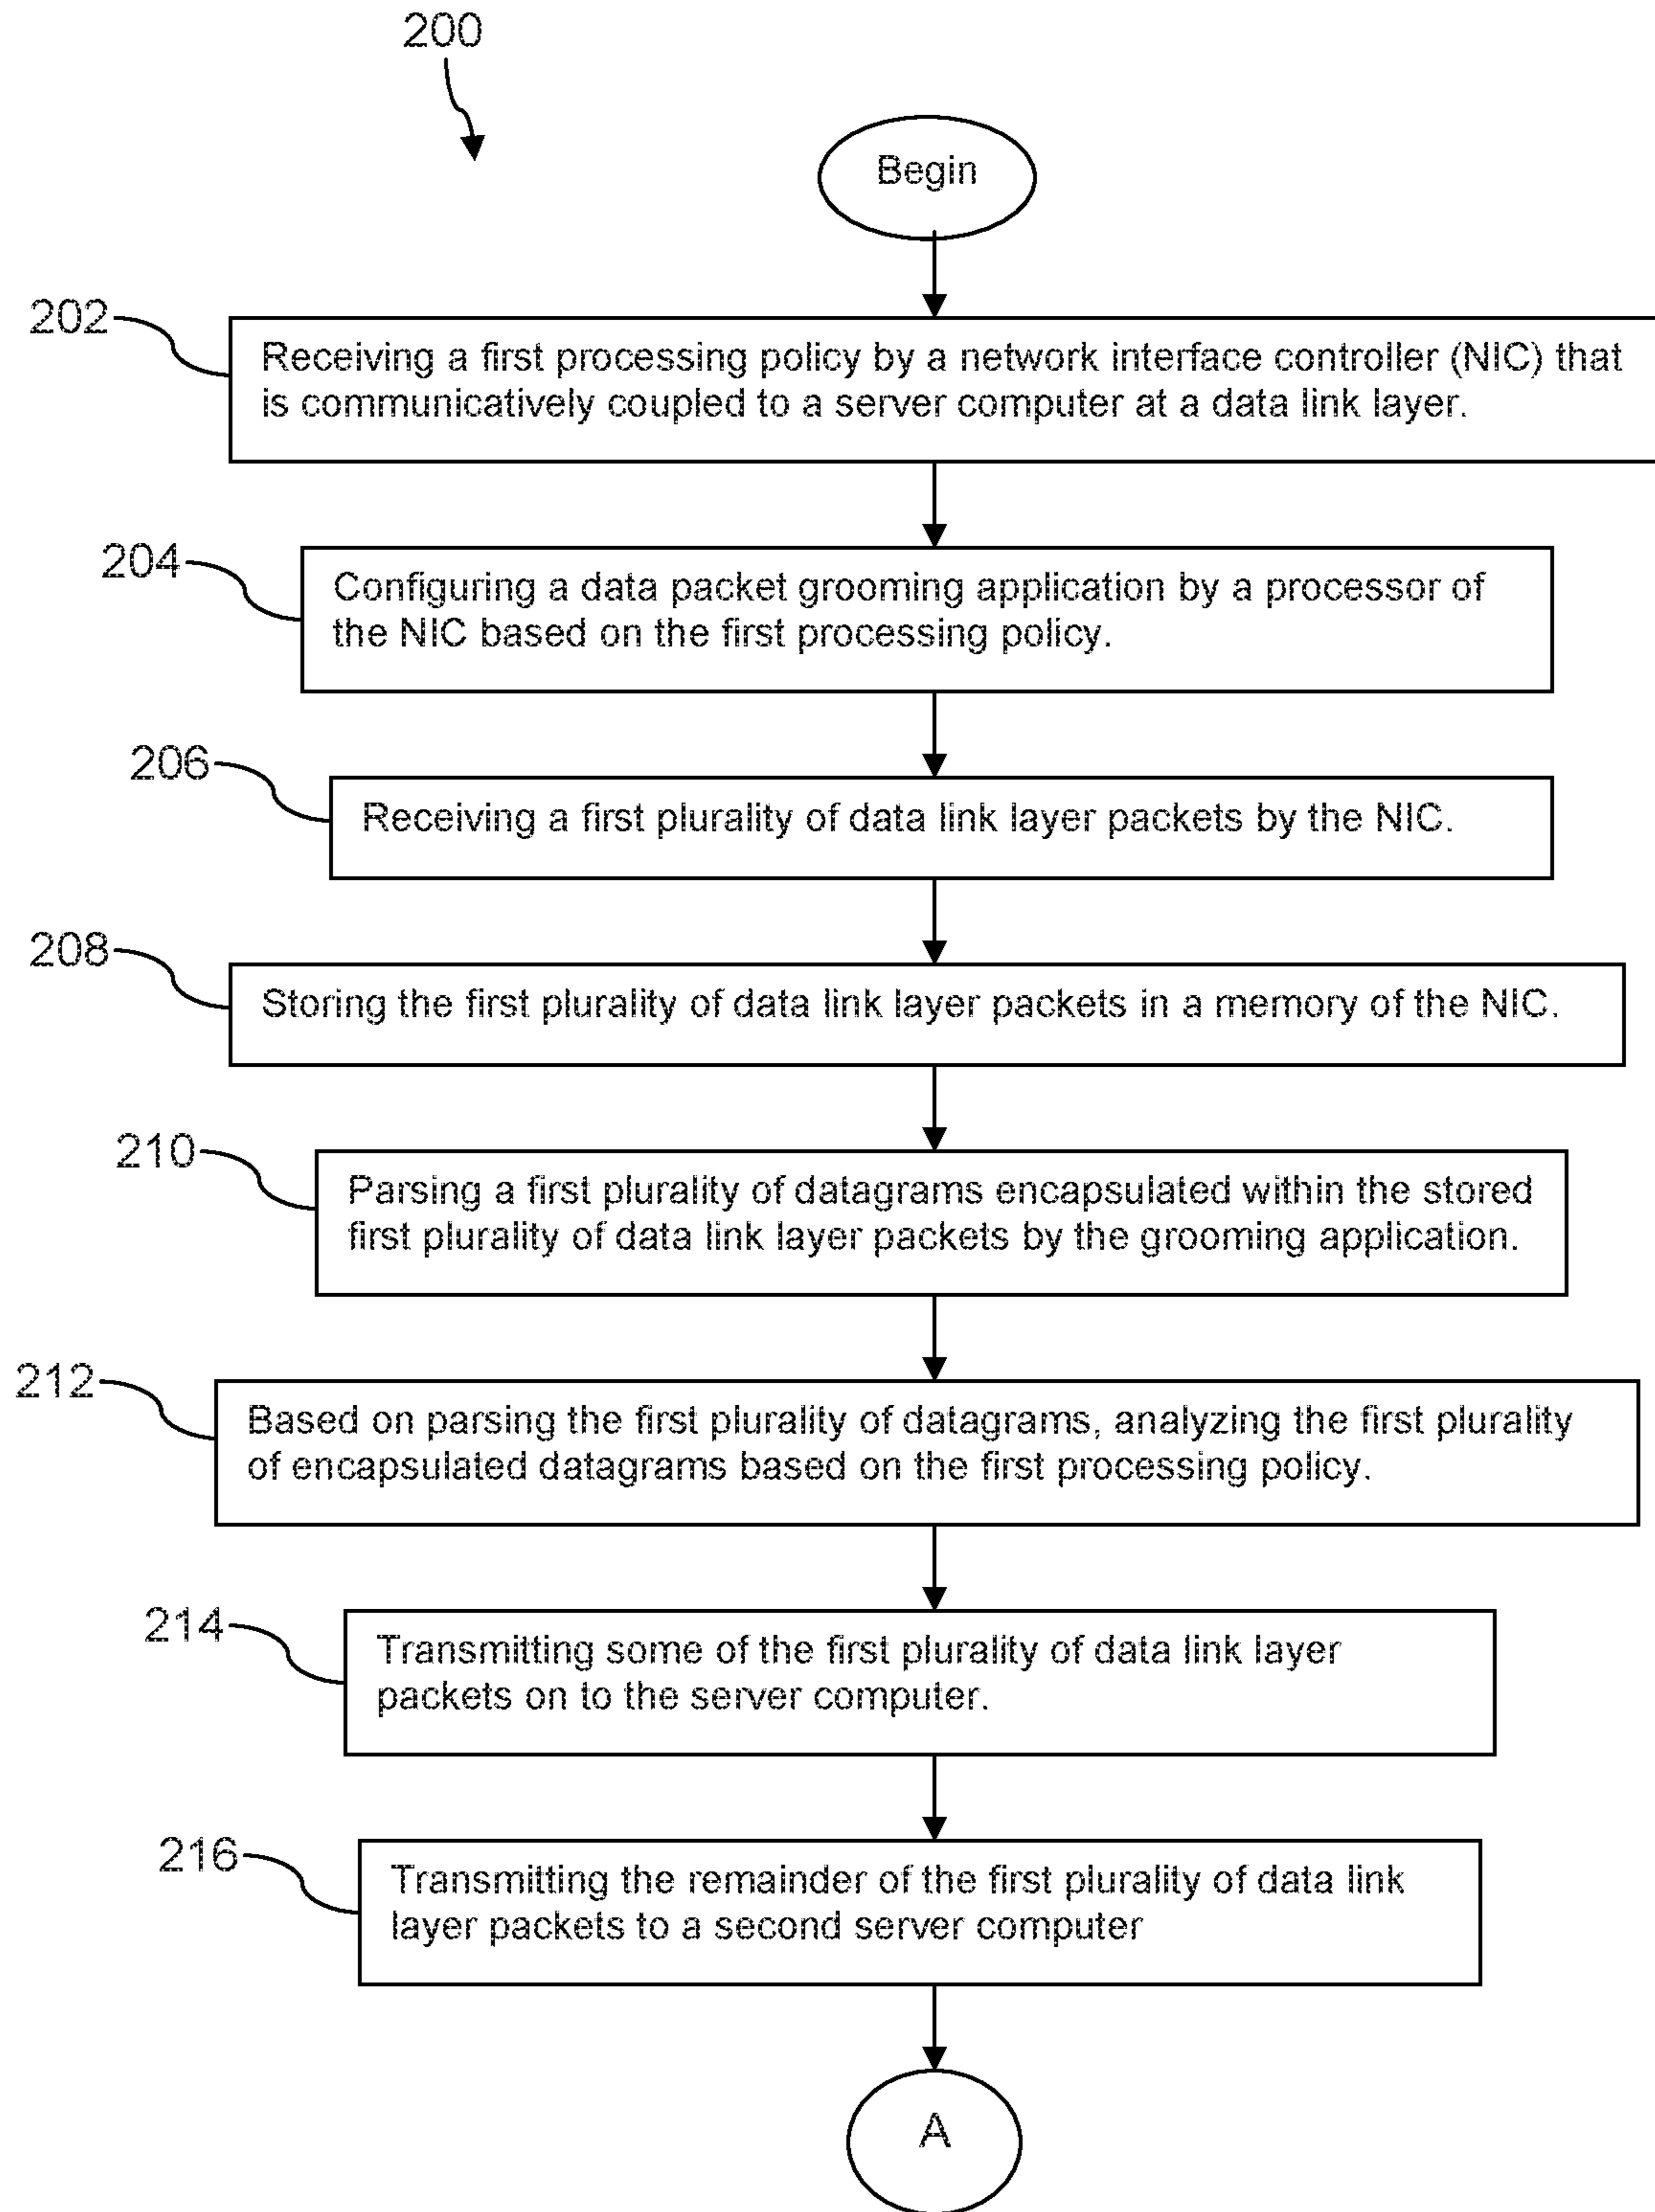 200
Begin
202
Receiving a first processing policy by a network interface controller (NIC) that
is communicatively coupled to a server computer at a data link layer.
204
Configuring a data packet grooming application by a processor of
the NIC based on the first processing policy.
206
Receiving a first plurality of data link layer packets by the NIC.
208
Storing the first plurality of data link layer packets in a memory of the NIC.
210
Parsing a first plurality of datagrams encapsulated within the stored
first plurality of data link layer packets by the grooming application.
212
Based on parsing the first plurality of datagrams, analyzing the first plurality
of encapsulated datagrams based on the first processing policy.
214
Transmitting some of the first plurality of data link layer
packets on to the server computer.
216
Transmitting the remainder of the first plurality of data link
layer packets to a second server computer
A